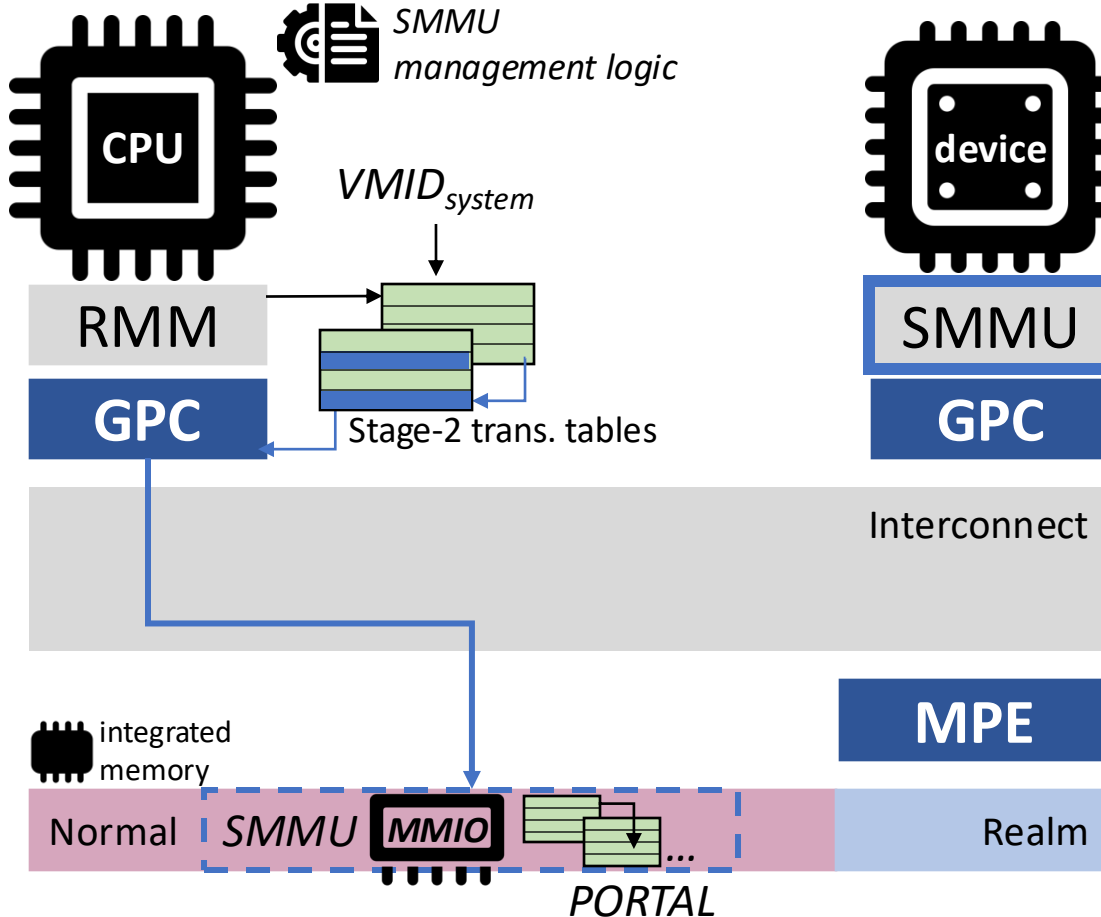 SMMU
management logic
CPU
device
VMIDsystem
RMM
SMMU
GPC
Stage-2 trans. tables
GPC
Interconnect
MPE
integrated
memory
Normal
SMMU
MMIO
...
Realm
PORTAL